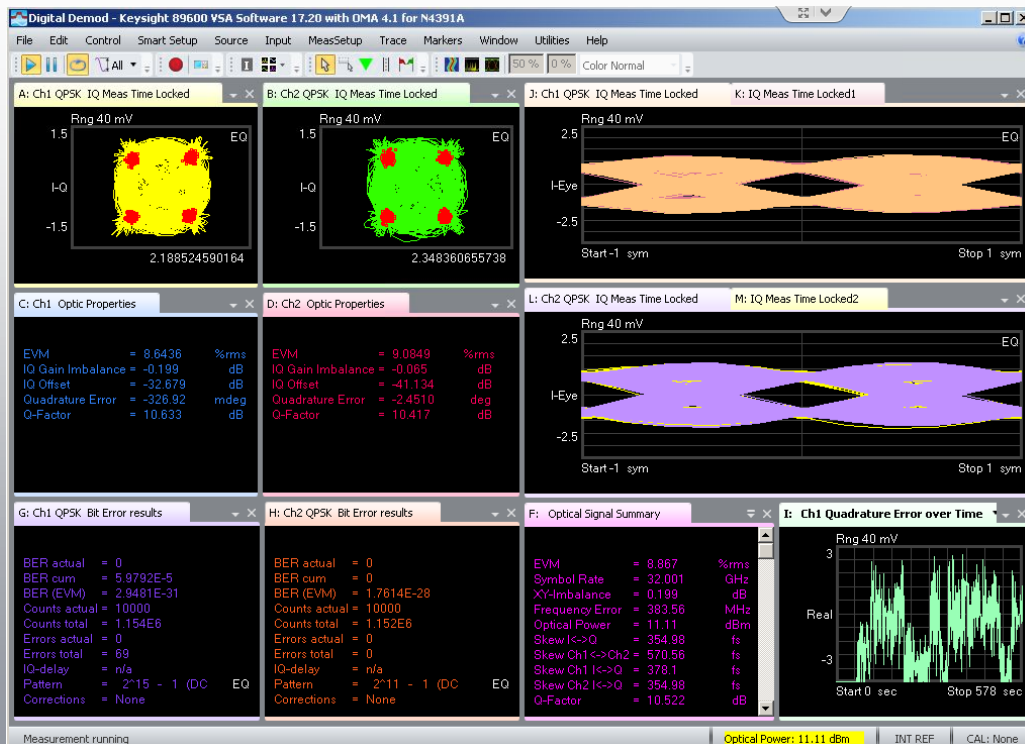 Digital Demod - Keysight 89600 VSA Software 17.20 with OMA 4.1 for N4391A
File Edit Control Smart Setup Source Input MeasSetup Trace Markers Window Utilities Help
All 50 % 0 % Color Normal
A: Ch1 QPSK IQ Meas Time Locked
Rng 40 mV
1.5
EQ
I-Q
-1.5
2.188524590164
B: Ch2 QPSK IQ Meas Time Locked
Rng 40 mV
1.5
EQ
I-Q
-1.5
2.348360655738
J: Ch1 QPSK IQ Meas Time Locked K: IQ Meas Time Locked1
Rng 40 mV
2.5
EQ
I-Eye
-2.5
Start-1 sym Stop 1 sym
C: Ch1 Optic Properties
EVM = 8.6436 %rms
IQ Gain Imbalance = -0.199 dB
IQ Offset = -32.679 dB
Quadrature Error = -326.92 mdeg
Q-Factor = 10.633 dB
D: Ch2 Optic Properties
EVM = 9.0849 %rms
IQ Gain Imbalance = -0.065 dB
IQ Offset = -41.134 dB
Quadrature Error = -2.4510 deg
Q-Factor = 10.417 dB
L: Ch2 QPSK IQ Meas Time Locked M: IQ Meas Time Locked2
Rng 40 mV
2.5
EQ
I-Eye
-2.5
Start-1 sym Stop 1 sym
G: Ch1 QPSK Bit Error results
BER actual = 0
BER cum = 5.9792E-5
BER (EVM) = 2.9481E-31
Counts actual = 10000
Counts total = 1.154E6
Errors actual = 0
Errors total = 69
IQ-delay = n/a
Pattern = 2^15 - 1 (DC EQ
Corrections = None
H: Ch2 QPSK Bit Error results
BER actual = 0
BER cum = 0
BER (EVM) = 1.7614E-28
Counts actual = 10000
Counts total = 1.152E6
Errors actual = 0
Errors total = 0
IQ-delay = n/a
Pattern = 2^11 - 1 (DC EQ
Corrections = None
F: Optical Signal Summary
EVM = 8.867 %rms
Symbol Rate = 32.001 GHz
XY-Imbalance = 0.199 dB
Frequency Error = 383.56 MHz
Optical Power = 11.11 dBm
Skew I<->Q = 354.98 fs
Skew Ch1<->Ch2 = 570.56 fs
Skew Ch1 I<->Q = 378.1 fs
Skew Ch2 I<->Q = 354.98 fs
Q-Factor = 10.522 dB
I: Ch1 Quadrature Error over Time
Rng 40 mV
3
Real
-3
Start 0 sec Stop 578 sec
Measurement running Optical Power: 11.11 dBm INT REF CAL: None